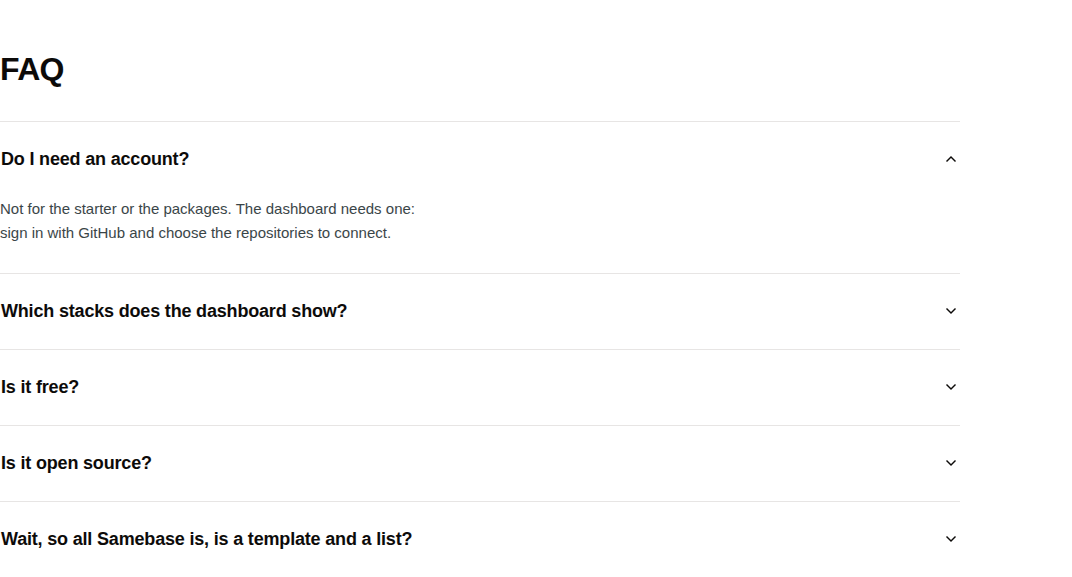 FAQ
Do I need an account?
Not for the starter or the packages. The dashboard needs one:
sign in with GitHub and choose the repositories to connect.
Which stacks does the dashboard show?
Is it free?
Is it open source?
Wait, so all Samebase is, is a template and a list?